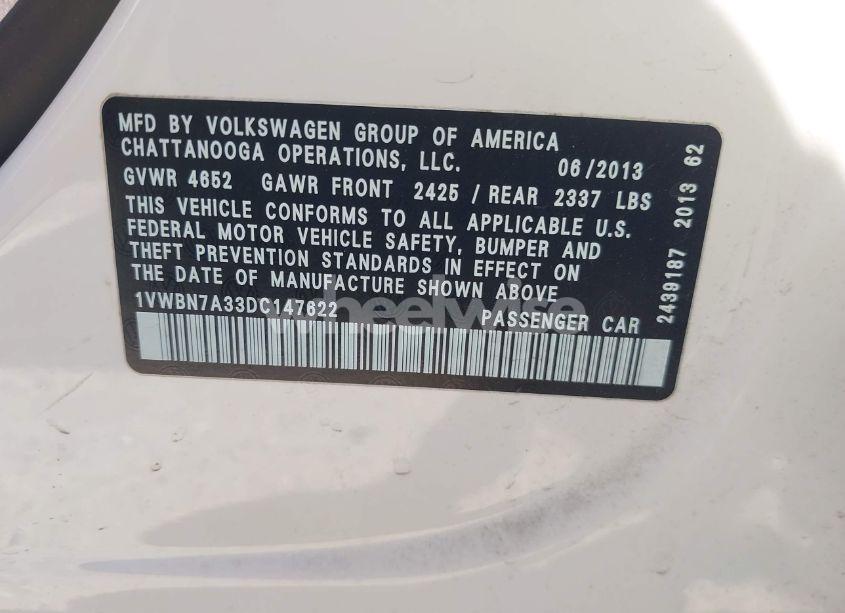 MFD BY VOLKSWAGEN GROUP OF AMERICA
CHATTANOOGA OPERATIONS, LLC. 06/2013
GVWR 4652 GAWR FRONT 2425 / REAR 2337 LBS
THIS VEHICLE CONFORMS TO ALL APPLICABLE U.S.
FEDERAL MOTOR VEHICLE SAFETY, BUMPER AND
THEFT PREVENTION STANDARDS IN EFFECT ON
THE DATE OF MANUFACTURE SHOWN ABOVE
1VWBN7A33DC147622 PASSENGER CAR
2439187 2013 62
wheelwise